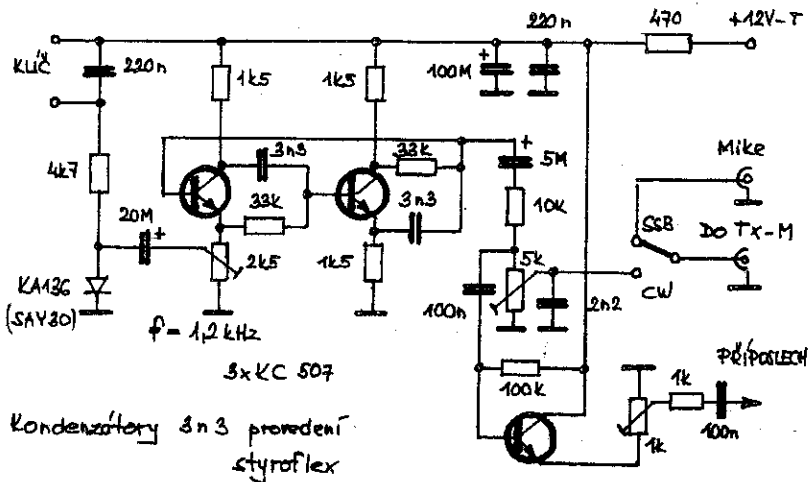 220n
470
+12V-T
KLÍČ
220n
1k5
1k5
100M
3n3
33k
5M
Mike
4k7
33k
3n3
10k
SSB
DO TX-M
20M
2k5
1k5
5k
CW
KA136
(SAY30)
100n
2n2
f = 1,2 kHz
PŘÍPOSLECH
3x KC 507
100k
1k
1k
100n
Kondenzátory 3n3 provedení
styroflex